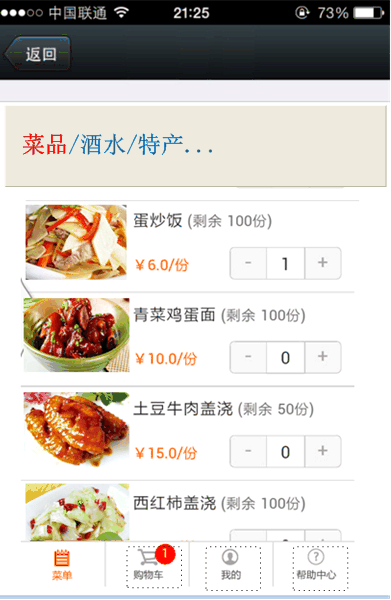 中国联通 21:25 73%
返回
菜品/酒水/特产...
蛋炒饭 (剩余 100份)
￥6.0/份 - 1 +
青菜鸡蛋面 (剩余 100份)
￥10.0/份 - 0 +
土豆牛肉盖浇 (剩余 50份)
￥15.0/份 - 0 +
西红柿盖浇 (剩余 100份)
1
菜单 购物车 我的 帮助中心